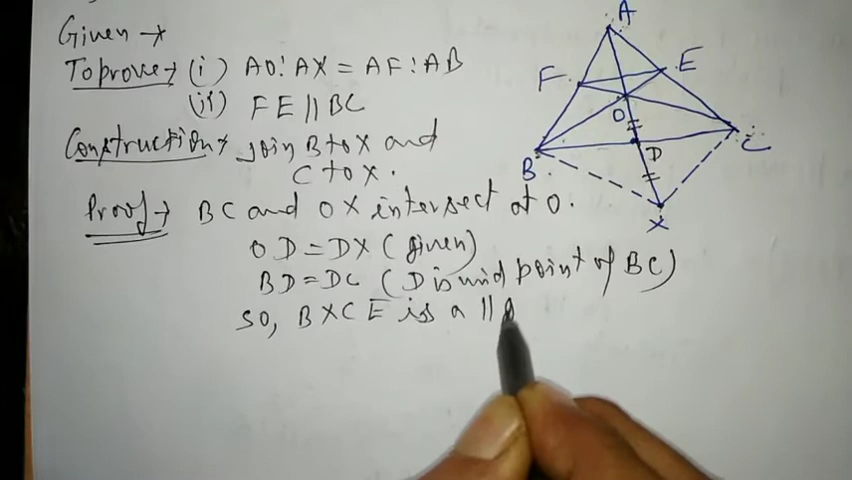 Given →
To prove → (i) AO : AX = AF : AB
(ii) FE || BC
Construction → join B to X and
C to X.
Proof → BC and OX intersect at O.
OD = DX (given)
BD = DC (D is mid point of BC)
SO, BXCE is a ||
A
F
E
O
B
D
C
X